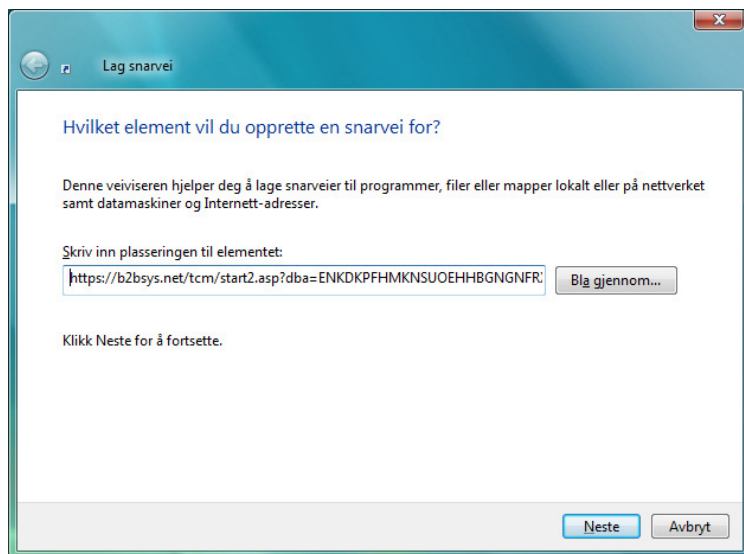 Lag snarvei
Hvilket element vil du opprette en snarvei for?
Denne veiviseren hjelper deg å lage snarveier til programmer, filer eller mapper lokalt eller på nettverket
samt datamaskiner og Internett-adresser.
Skriv inn plasseringen til elementet:
https://b2bsys.net/tcm/start2.asp?dba=ENKDKPFHMKNSUOEHHBGNGNFR
Bla gjennom...
Klikk Neste for å fortsette.
Neste Avbryt